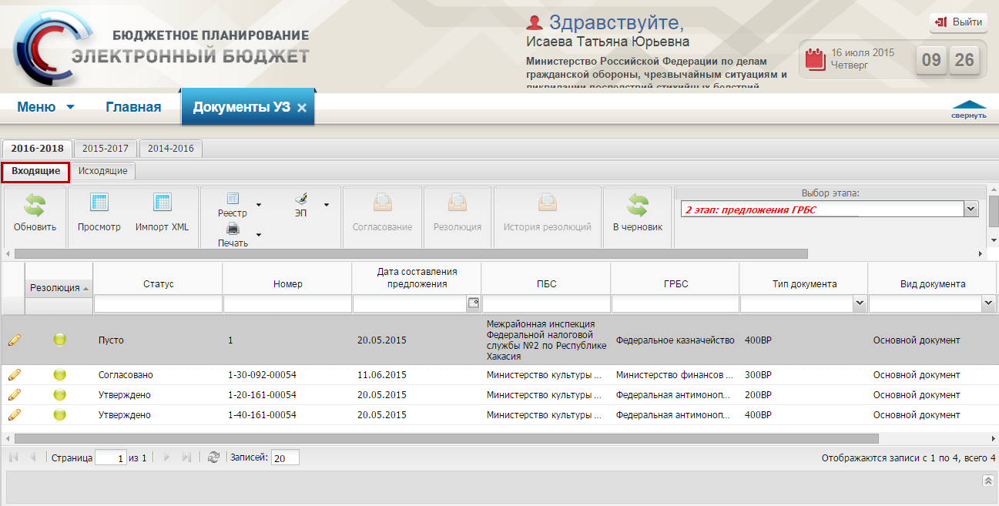 БЮДЖЕТНОЕ ПЛАНИРОВАНИЕ
ЭЛЕКТРОННЫЙ БЮДЖЕТ
Здравствуйте,
Исаева Татьяна Юрьевна
Министерство Российской Федерации по делам
гражданской обороны, чрезвычайным ситуациям и
ликвидации последствий стихийных бедствий
Выйти
16 июля 2015
Четверг
09 26
Меню Главная Документы УЗ
свернуть
2016-2018 2015-2017 2014-2016
Входящие Исходящие
Обновить Просмотр Импорт XML
Реестр ЭП
Печать
Согласование Резолюция История резолюций В черновик
Выбор этапа:
2 этап: предложения ГРБС
Резолюция Статус Номер Дата составления предложения ПБС ГРБС Тип документа Вид документа
Пусто 1 20.05.2015 Межрайонная инспекция Федеральной налоговой службы №2 по Республике Хакасия Федеральное казначейство 400ВР Основной документ
Согласовано 1-30-092-00054 11.06.2015 Министерство культуры ... Министерство финансов ... 300ВР Основной документ
Утверждено 1-20-161-00054 20.05.2015 Министерство культуры ... Федеральная антимоноп... 200ВР Основной документ
Утверждено 1-40-161-00054 20.05.2015 Министерство культуры ... Федеральная антимоноп... 400ВР Основной документ
Страница 1 из 1 Записей: 20 Отображаются записи с 1 по 4, всего 4